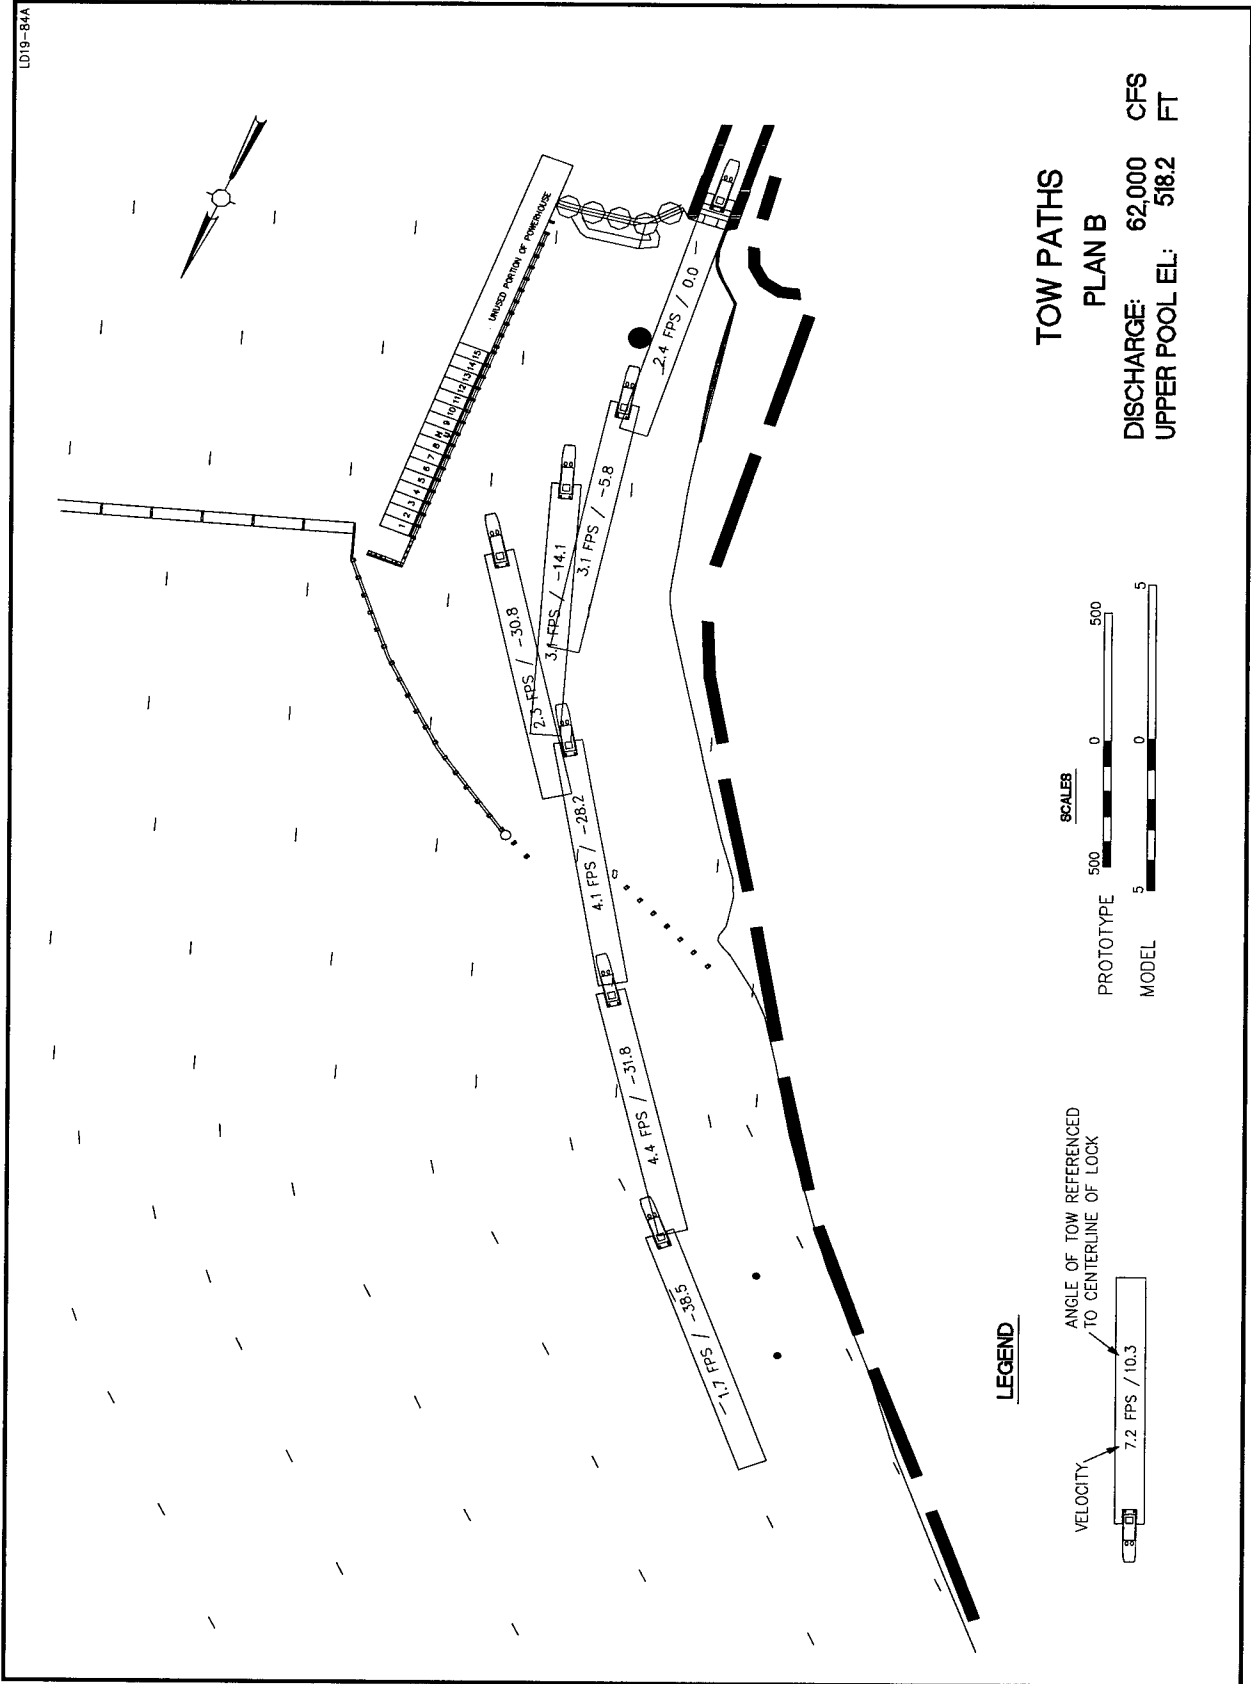 LD19-84A
UNUSED PORTION OF POWERHOUSE
1 2 3 4 5 6 7 8 9 10 11 12 13 14 15
2.4 FPS / 0.0
3.1 FPS / -5.8
3.1 FPS / -14.1
2.3 FPS / -30.8
4.1 FPS / -28.2
4.4 FPS / -31.8
1.7 FPS / -38.5
TOW PATHS
PLAN B
DISCHARGE: 62,000 CFS
UPPER POOL EL: 518.2 FT
SCALES
PROTOTYPE 500 0 500
MODEL 5 0 5
LEGEND
VELOCITY
ANGLE OF TOW REFERENCED
TO CENTERLINE OF LOCK
7.2 FPS / 10.3